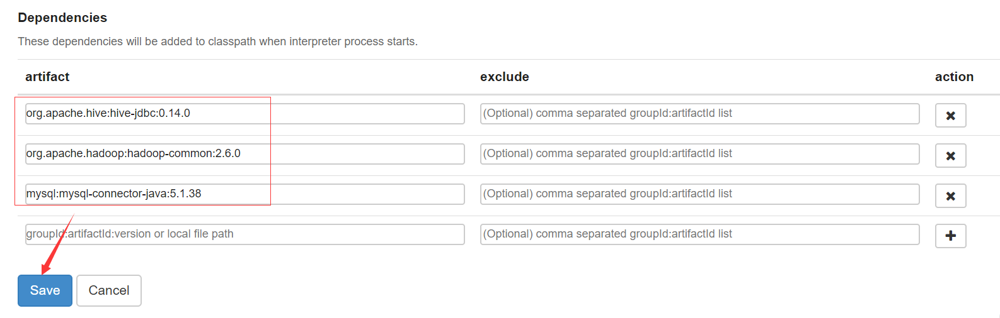 Dependencies
These dependencies will be added to classpath when interpreter process starts.
artifact exclude action
org.apache.hive:hive-jdbc:0.14.0 (Optional) comma separated groupId:artifactId list
org.apache.hadoop:hadoop-common:2.6.0 (Optional) comma separated groupId:artifactId list
mysql:mysql-connector-java:5.1.38 (Optional) comma separated groupId:artifactId list
groupId:artifactId:version or local file path (Optional) comma separated groupId:artifactId list
Save Cancel